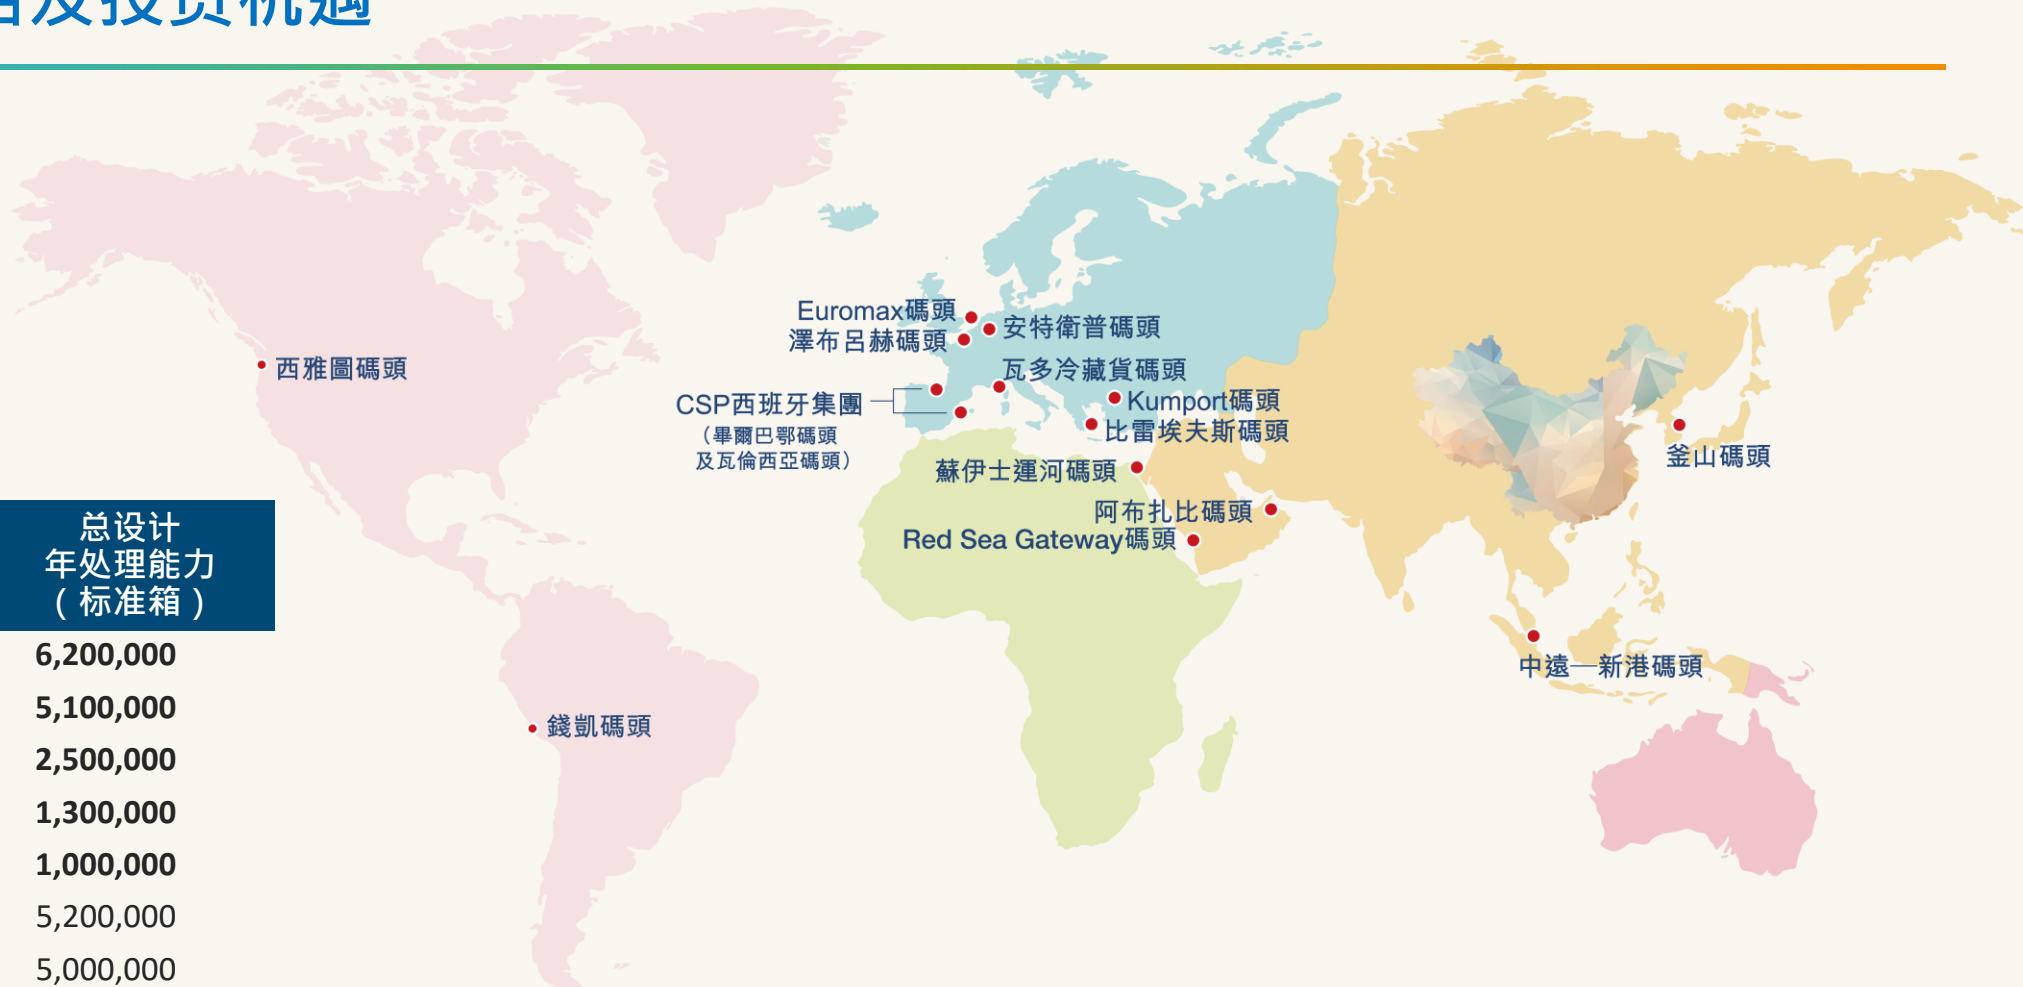 及投资机遇
Euromax碼頭
澤布呂赫碼頭
安特衛普碼頭
西雅圖碼頭
瓦多冷藏貨碼頭
CSP西班牙集團
（畢爾巴鄂碼頭
及瓦倫西亞碼頭）
Kumport碼頭
比雷埃夫斯碼頭
釜山碼頭
蘇伊士運河碼頭
阿布扎比碼頭
Red Sea Gateway碼頭
中遠—新港碼頭
錢凱碼頭
总设计
年处理能力
（标准箱）
6,200,000
5,100,000
2,500,000
1,300,000
1,000,000
5,200,000
5,000,000